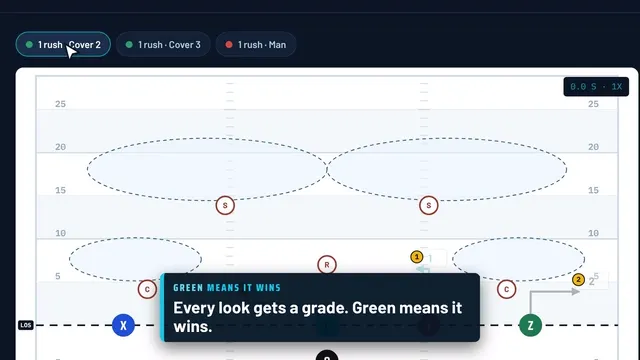 1 rush · Cover 2
1 rush · Cover 3
1 rush · Man
0.0 S · 1X
25
25
20
20
15
15
S
S
10
10
R
1
1
5
5
C
C
2
2
GREEN MEANS IT WINS
Every look gets a grade. Green means it
wins.
LOS
X
Z